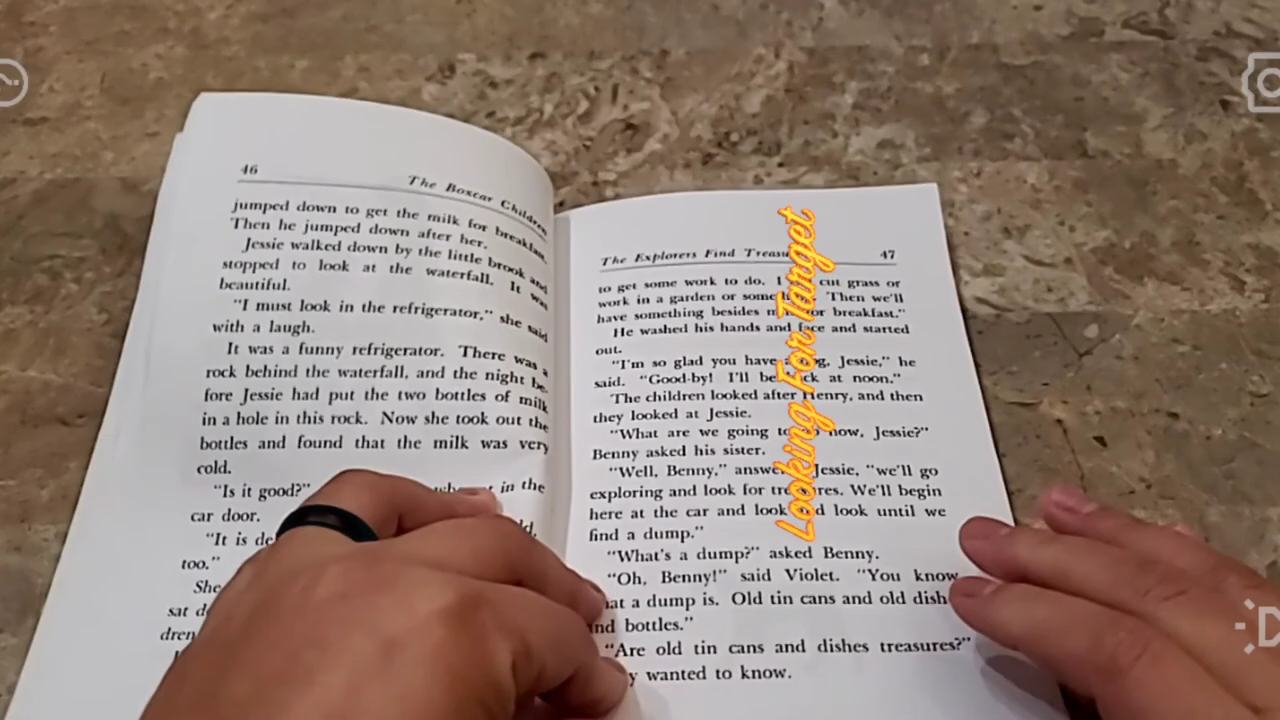 46
The Boxcar Children
jumped down to get the milk for breakfast.
Then he jumped down after her.
Jessie walked down by the little brook and
stopped to look at the waterfall. It was
beautiful.
"I must look in the refrigerator," she said
with a laugh.
It was a funny refrigerator. There was a
rock behind the waterfall, and the night be-
fore Jessie had put the two bottles of milk
in a hole in this rock. Now she took out the
bottles and found that the milk was very
cold.
"Is it good?" in the
car door.
"It is
too."
She
sat
The Explorers Find 47
to get some work to do. I cut grass or
work in a garden or Then we'll
have something besides or breakfast."
He washed his hands and face and started
out.
"I'm so glad you have Jessie," he
said. "Good-by! I'll be at noon."
The children looked after Henry, and then
they looked at Jessie.
"What are we going to now, Jessie?"
Benny asked his sister.
"Well, Benny," Jessie, "we'll go
exploring and look for We'll begin
here at the car and look and look until we
find a dump."
"What's a dump?" asked Benny.
"Oh, Benny!" said Violet. "You know
a dump is. Old tin cans and old
and bottles."
"Are old tin cans and dishes treasures?"
wanted to know.
Looking For Target